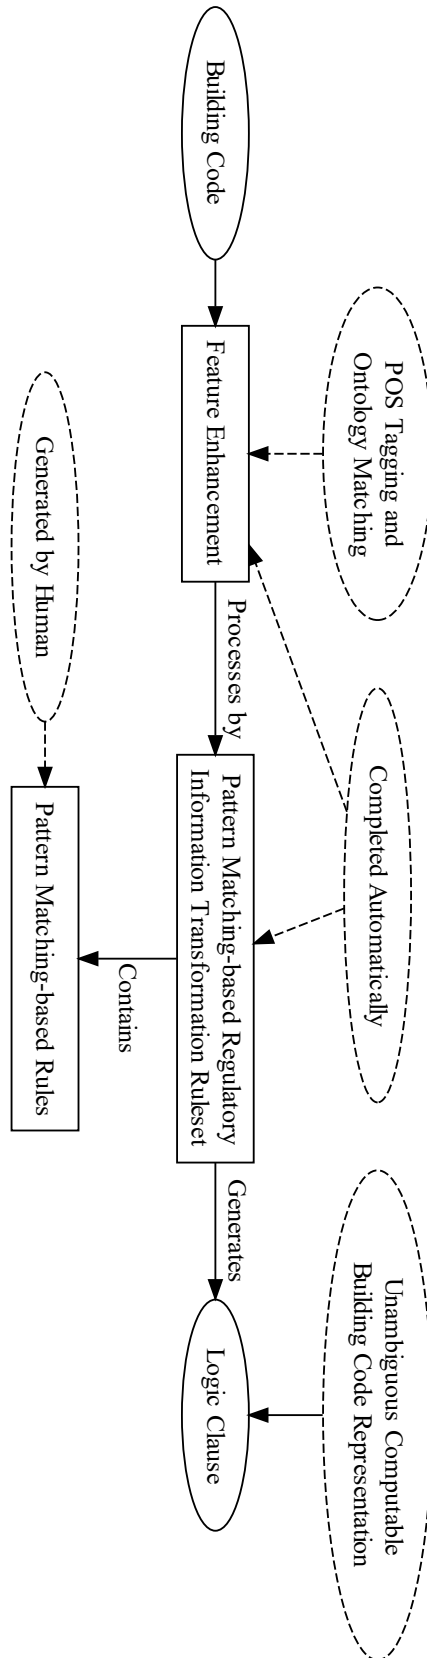 POS Tagging and
Ontology Matching
Completed Automatically
Unambiguous Computable
Building Code Representation
Building Code
Feature Enhancement
Processes by
Pattern Matching-based Regulatory
Information Transformation Ruleset
Generates
Logic Clause
Contains
Generated by Human
Pattern Matching-based Rules